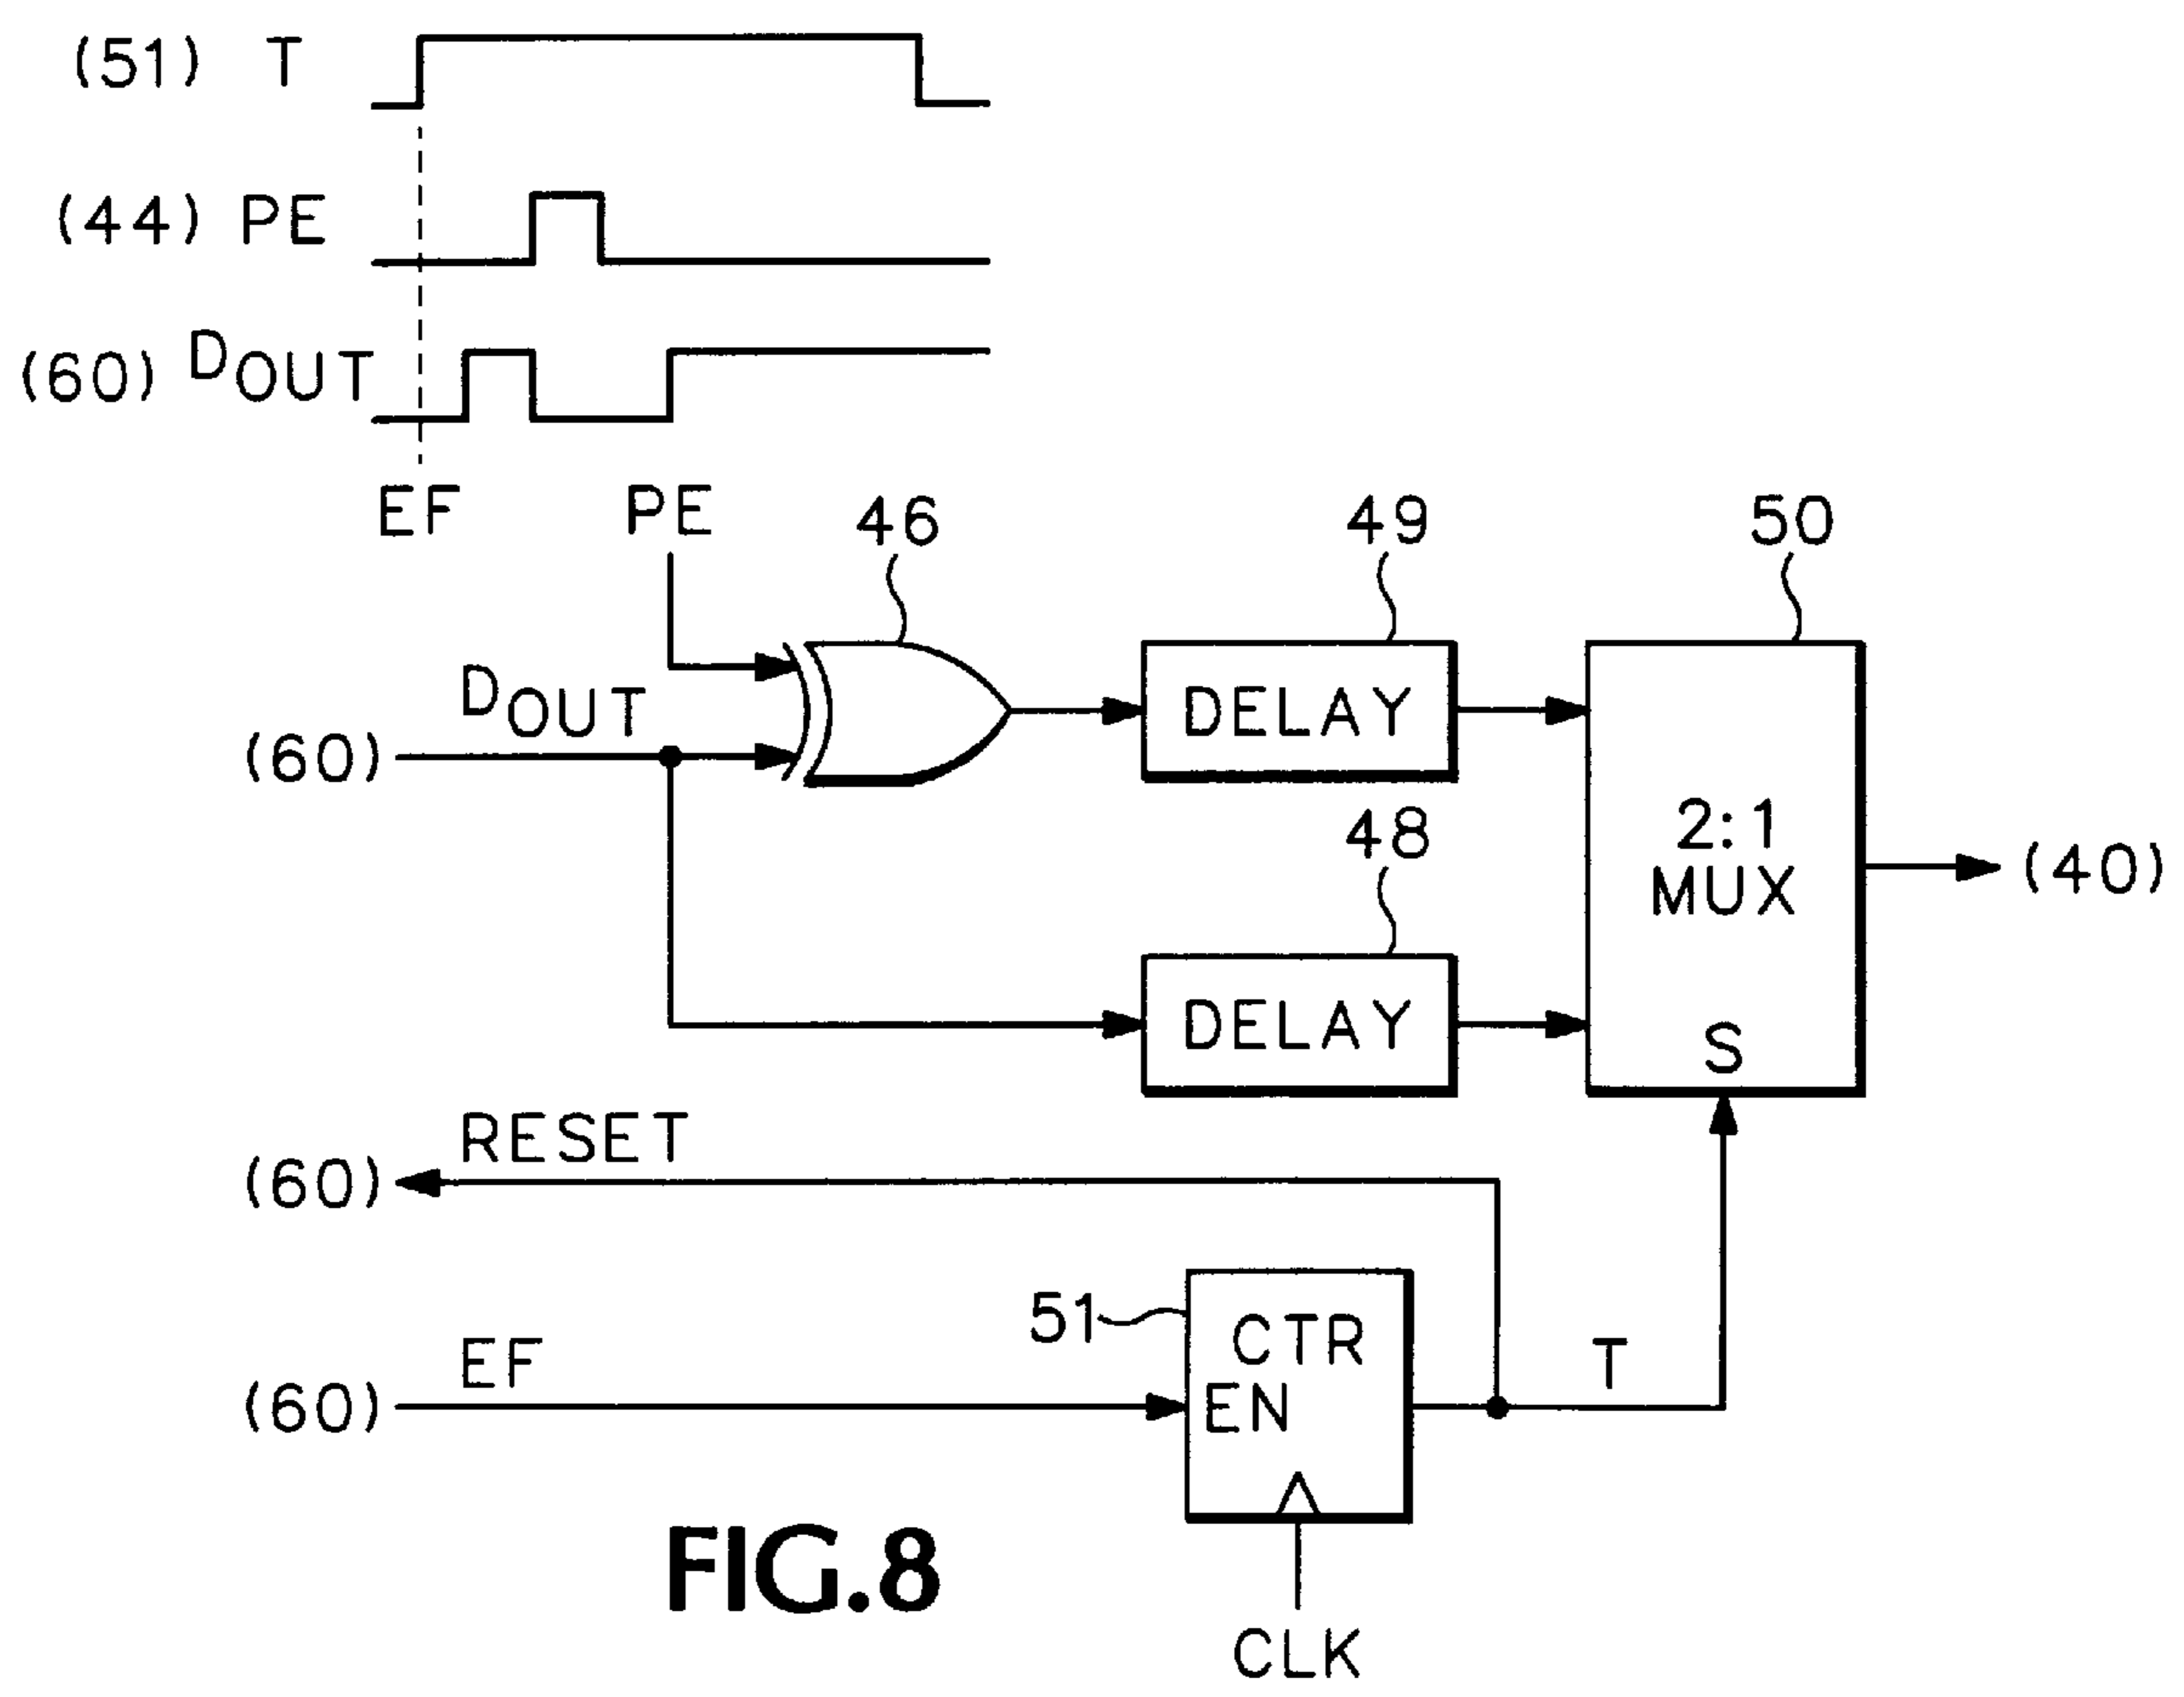 (51) T
(44) PE
(60) DOUT
EF
PE
46
49
50
DOUT
(60)
DELAY
2:1
MUX
(40)
48
DELAY
S
RESET
(60)
51
CTR
EN
EF
(60)
T
FIG.8
CLK